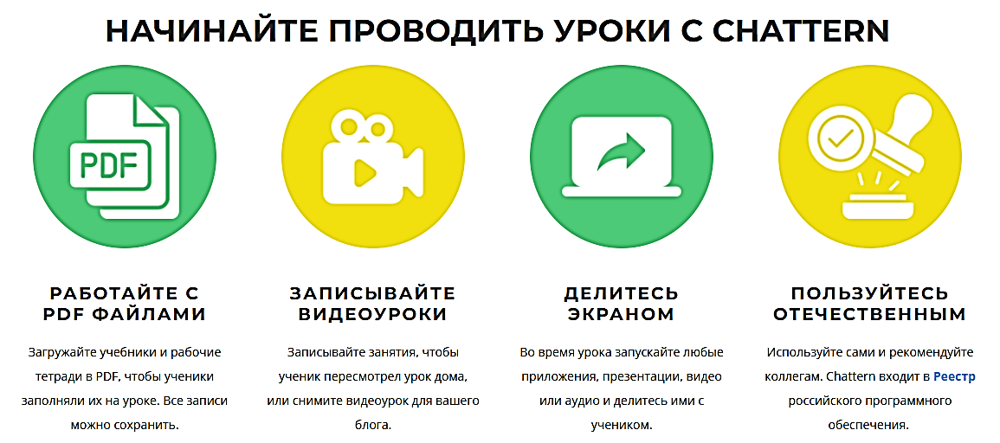 НАЧИНАЙТЕ ПРОВОДИТЬ УРОКИ С CHATTERN
PDF
РАБОТАЙТЕ С
PDF ФАЙЛАМИ
Загружайте учебники и рабочие
тетради в PDF, чтобы ученики
заполняли их на уроке. Все записи
можно сохранить.
ЗАПИСЫВАЙТЕ
ВИДЕОУРОКИ
Записывайте занятия, чтобы
ученик пересмотрел урок дома,
или снимите видеоурок для вашего
блога.
ДЕЛИТЕСЬ
ЭКРАНОМ
Во время урока запускайте любые
приложения, презентации, видео
или аудио и делитесь ими с
учеником.
ПОЛЬЗУЙТЕСЬ
ОТЕЧЕСТВЕННЫМ
Используйте сами и рекомендуйте
коллегам. Chattern входит в Реестр
российского программного
обеспечения.